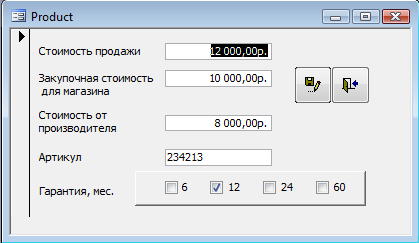 Product
Стоимость продажи 12 000,00р.
Закупочная стоимость
для магазина 10 000,00р.
Стоимость от
производителя 8 000,00р.
Артикул 234213
Гарантия, мес. 6 12 24 60